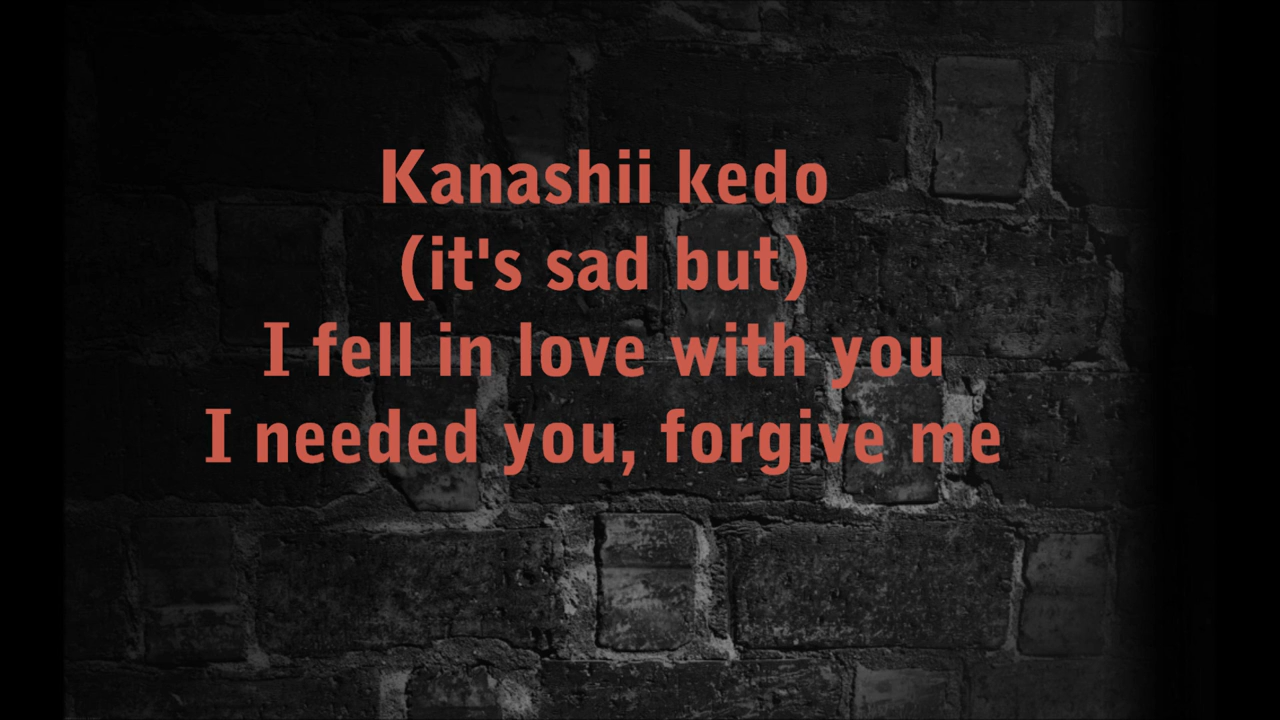 Kanashii kedo
(it's sad but)
I fell in love with you
I needed you, forgive me